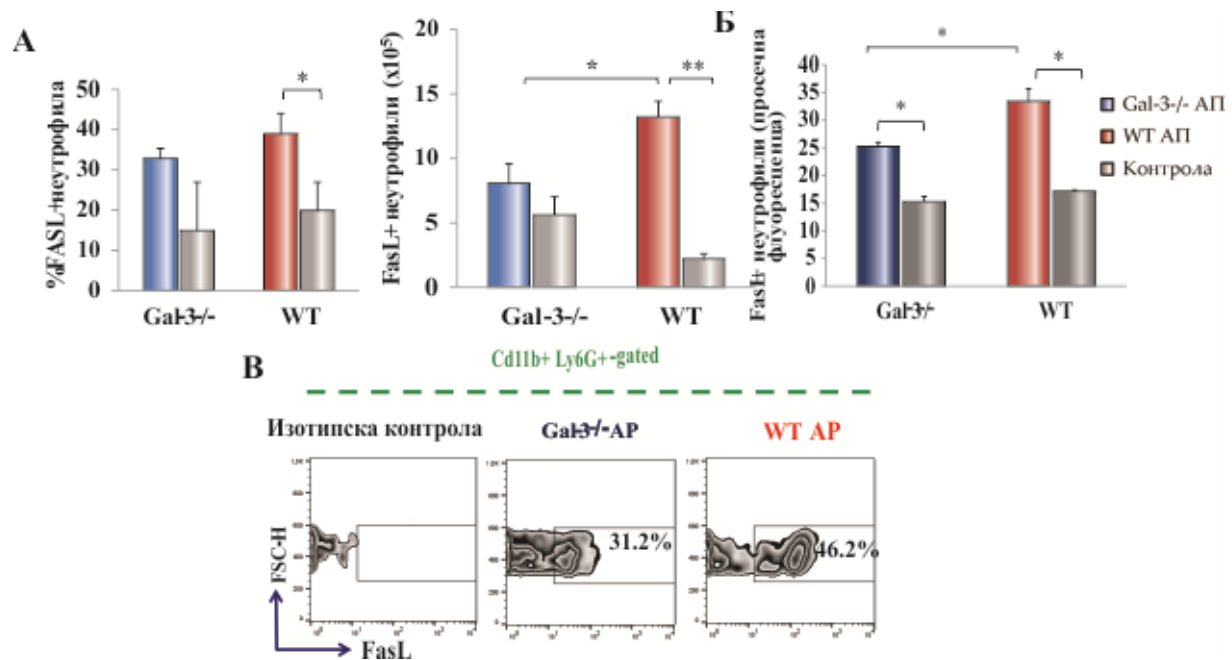 А
%FASL+неутрофила
50
40
30
20
10
0
*
Gal-3-/-
WT
FasL+ неутрофили (x10⁵)
20
15
10
5
0
*
**
Gal-3-/-
WT
Б
FasL+ неутрофили (просечна
флуоресценца)
40
35
30
25
20
15
10
5
0
*
*
*
Gal-3-/-
WT
Gal-3-/- АП
WT АП
Контрола
В
Cd11b+ Ly6G+-gated
Изотипска контрола
Gal-3-/-AP
WT AP
31.2%
46.2%
FSC-H
FasL